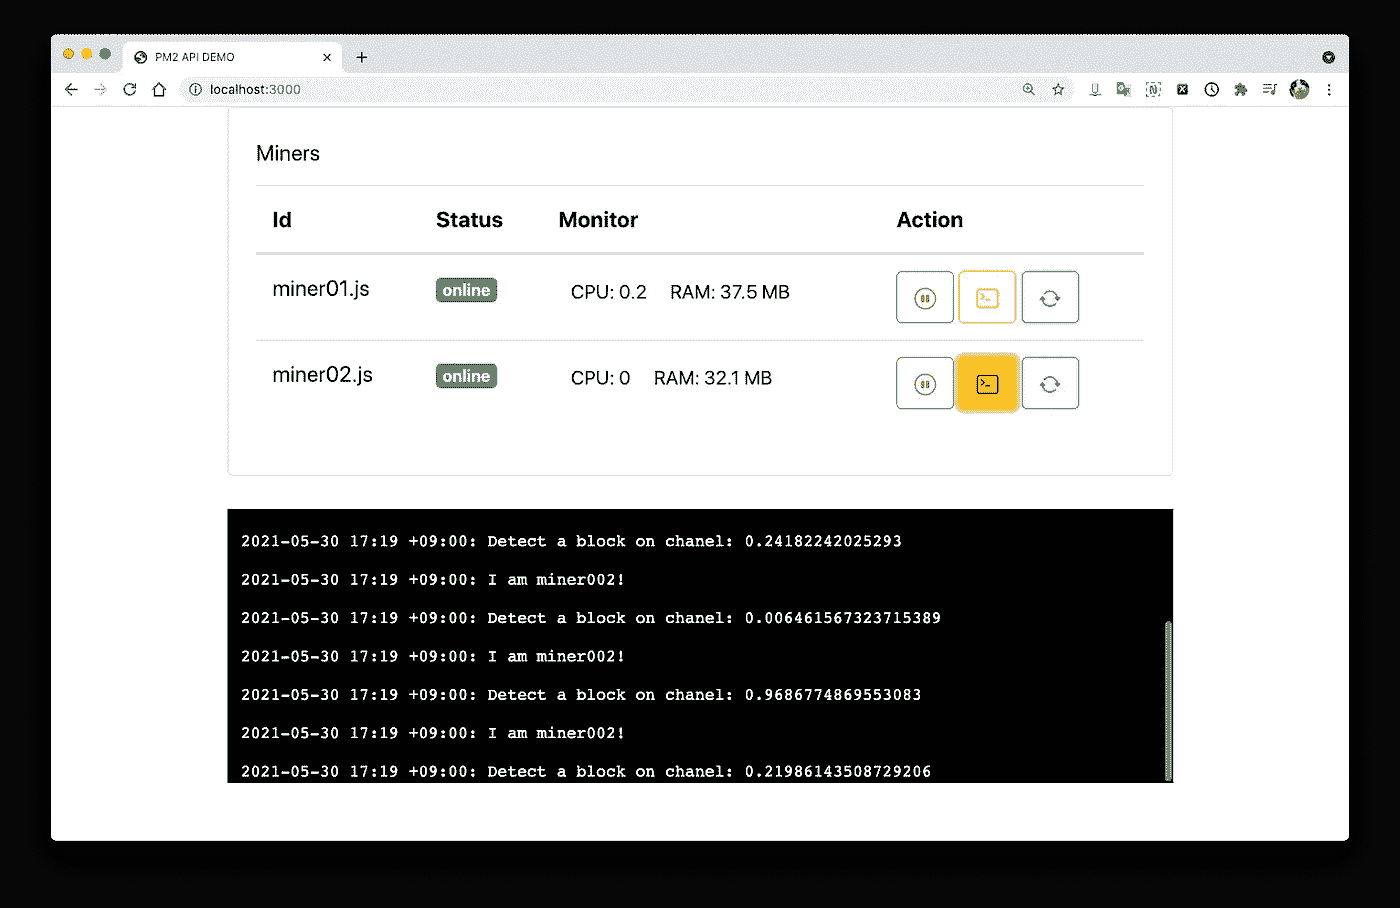 PM2 API DEMO
localhost:3000
Miners
Id Status Monitor Action
miner01.js online CPU: 0.2 RAM: 37.5 MB
miner02.js online CPU: 0 RAM: 32.1 MB
2021-05-30 17:19 +09:00: Detect a block on chanel: 0.24182242025293
2021-05-30 17:19 +09:00: I am miner002!
2021-05-30 17:19 +09:00: Detect a block on chanel: 0.006461567323715389
2021-05-30 17:19 +09:00: I am miner002!
2021-05-30 17:19 +09:00: Detect a block on chanel: 0.9686774869553083
2021-05-30 17:19 +09:00: I am miner002!
2021-05-30 17:19 +09:00: Detect a block on chanel: 0.21986143508729206